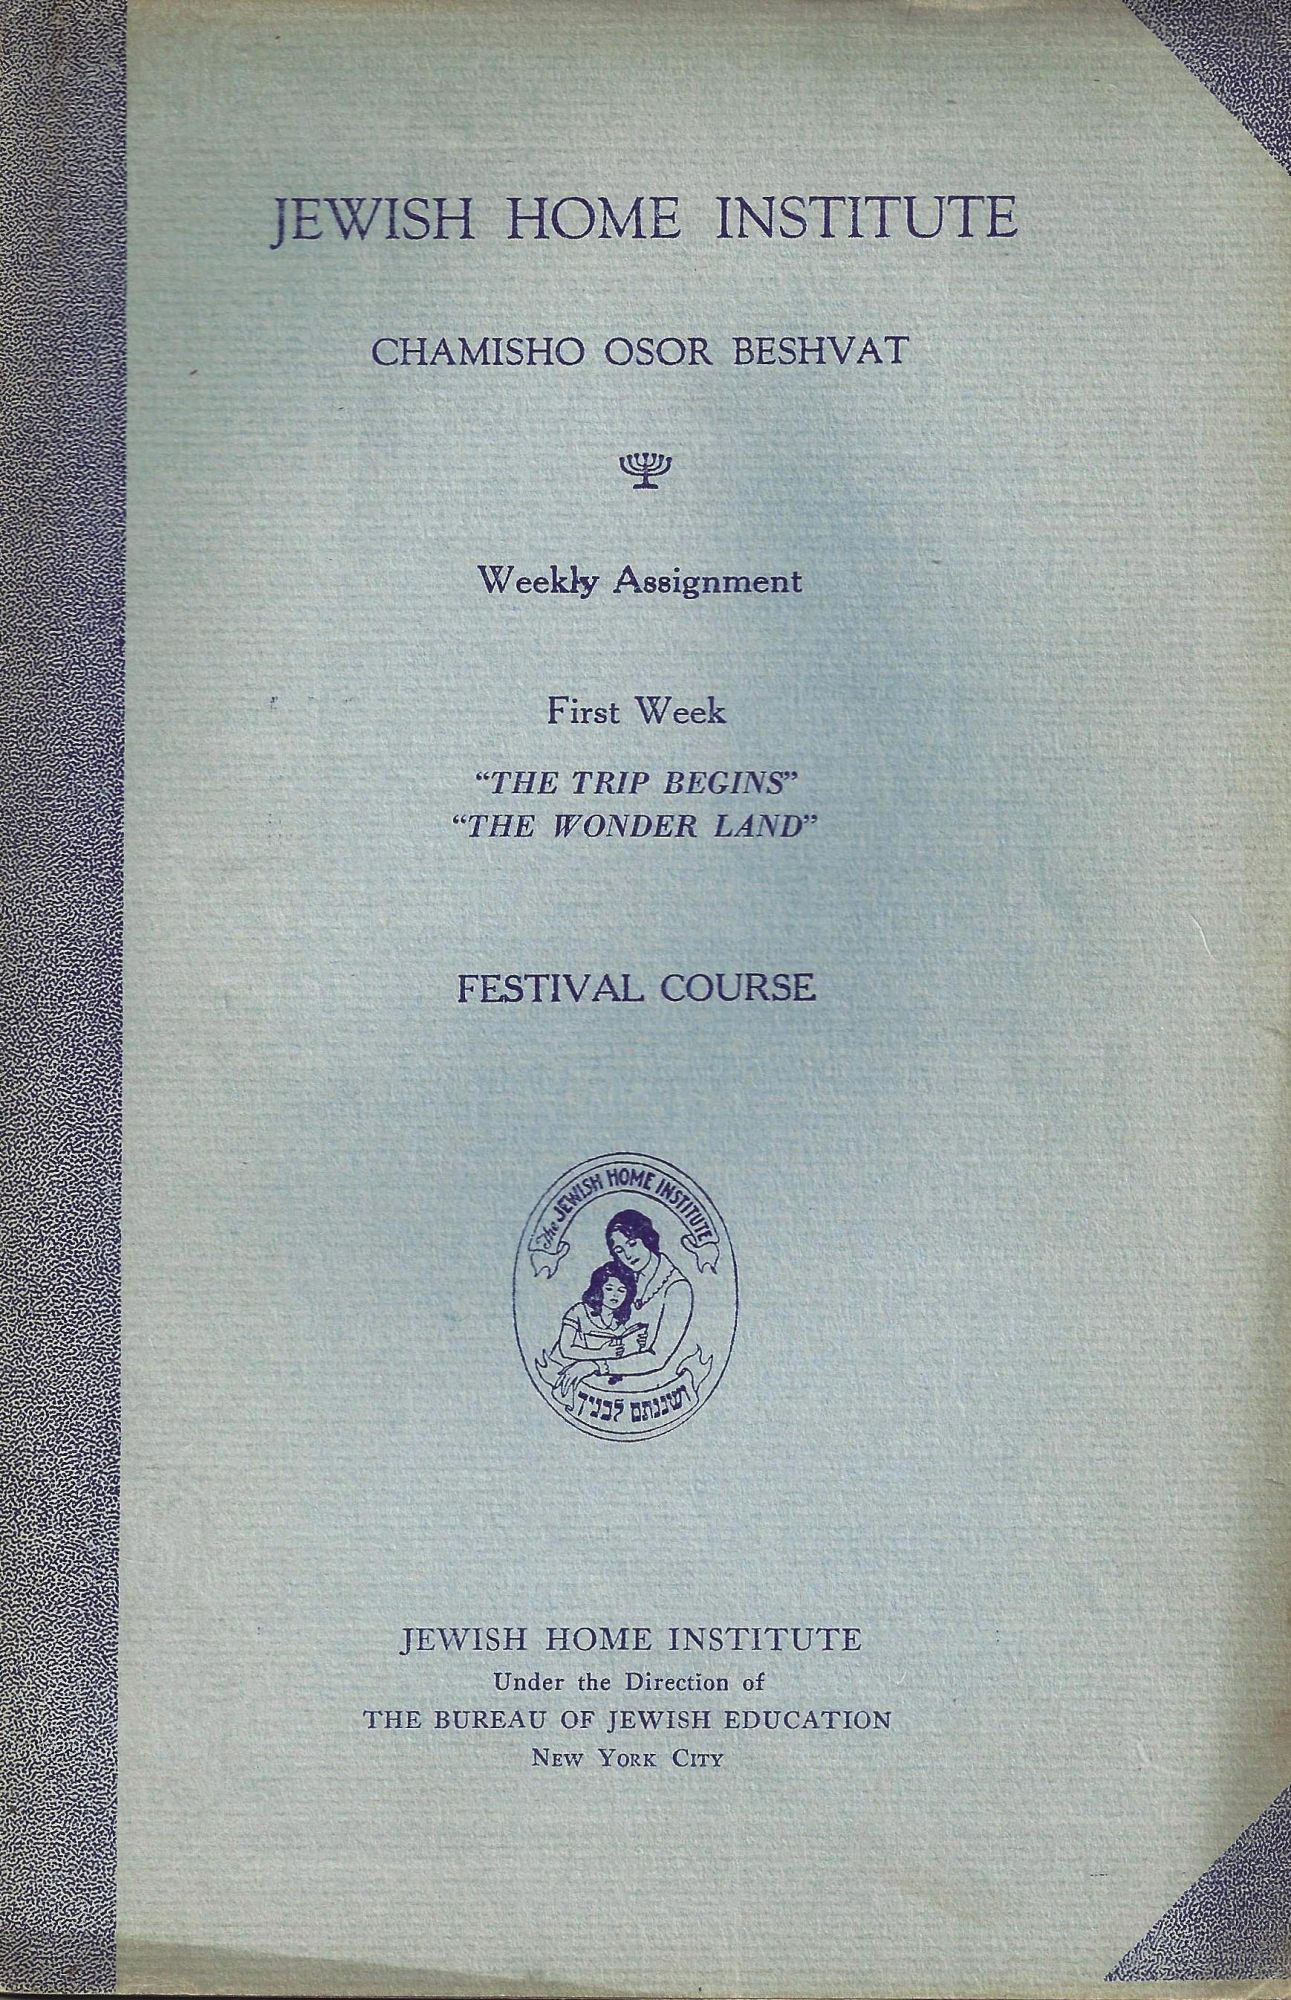 JEWISH HOME INSTITUTE
CHAMISHO OSOR BESHVAT
Weekly Assignment
First Week
“THE TRIP BEGINS”
“THE WONDER LAND”
FESTIVAL COURSE
The JEWISH HOME INSTITUTE
ושננתם לבניך
JEWISH HOME INSTITUTE
Under the Direction of
THE BUREAU OF JEWISH EDUCATION
NEW YORK CITY